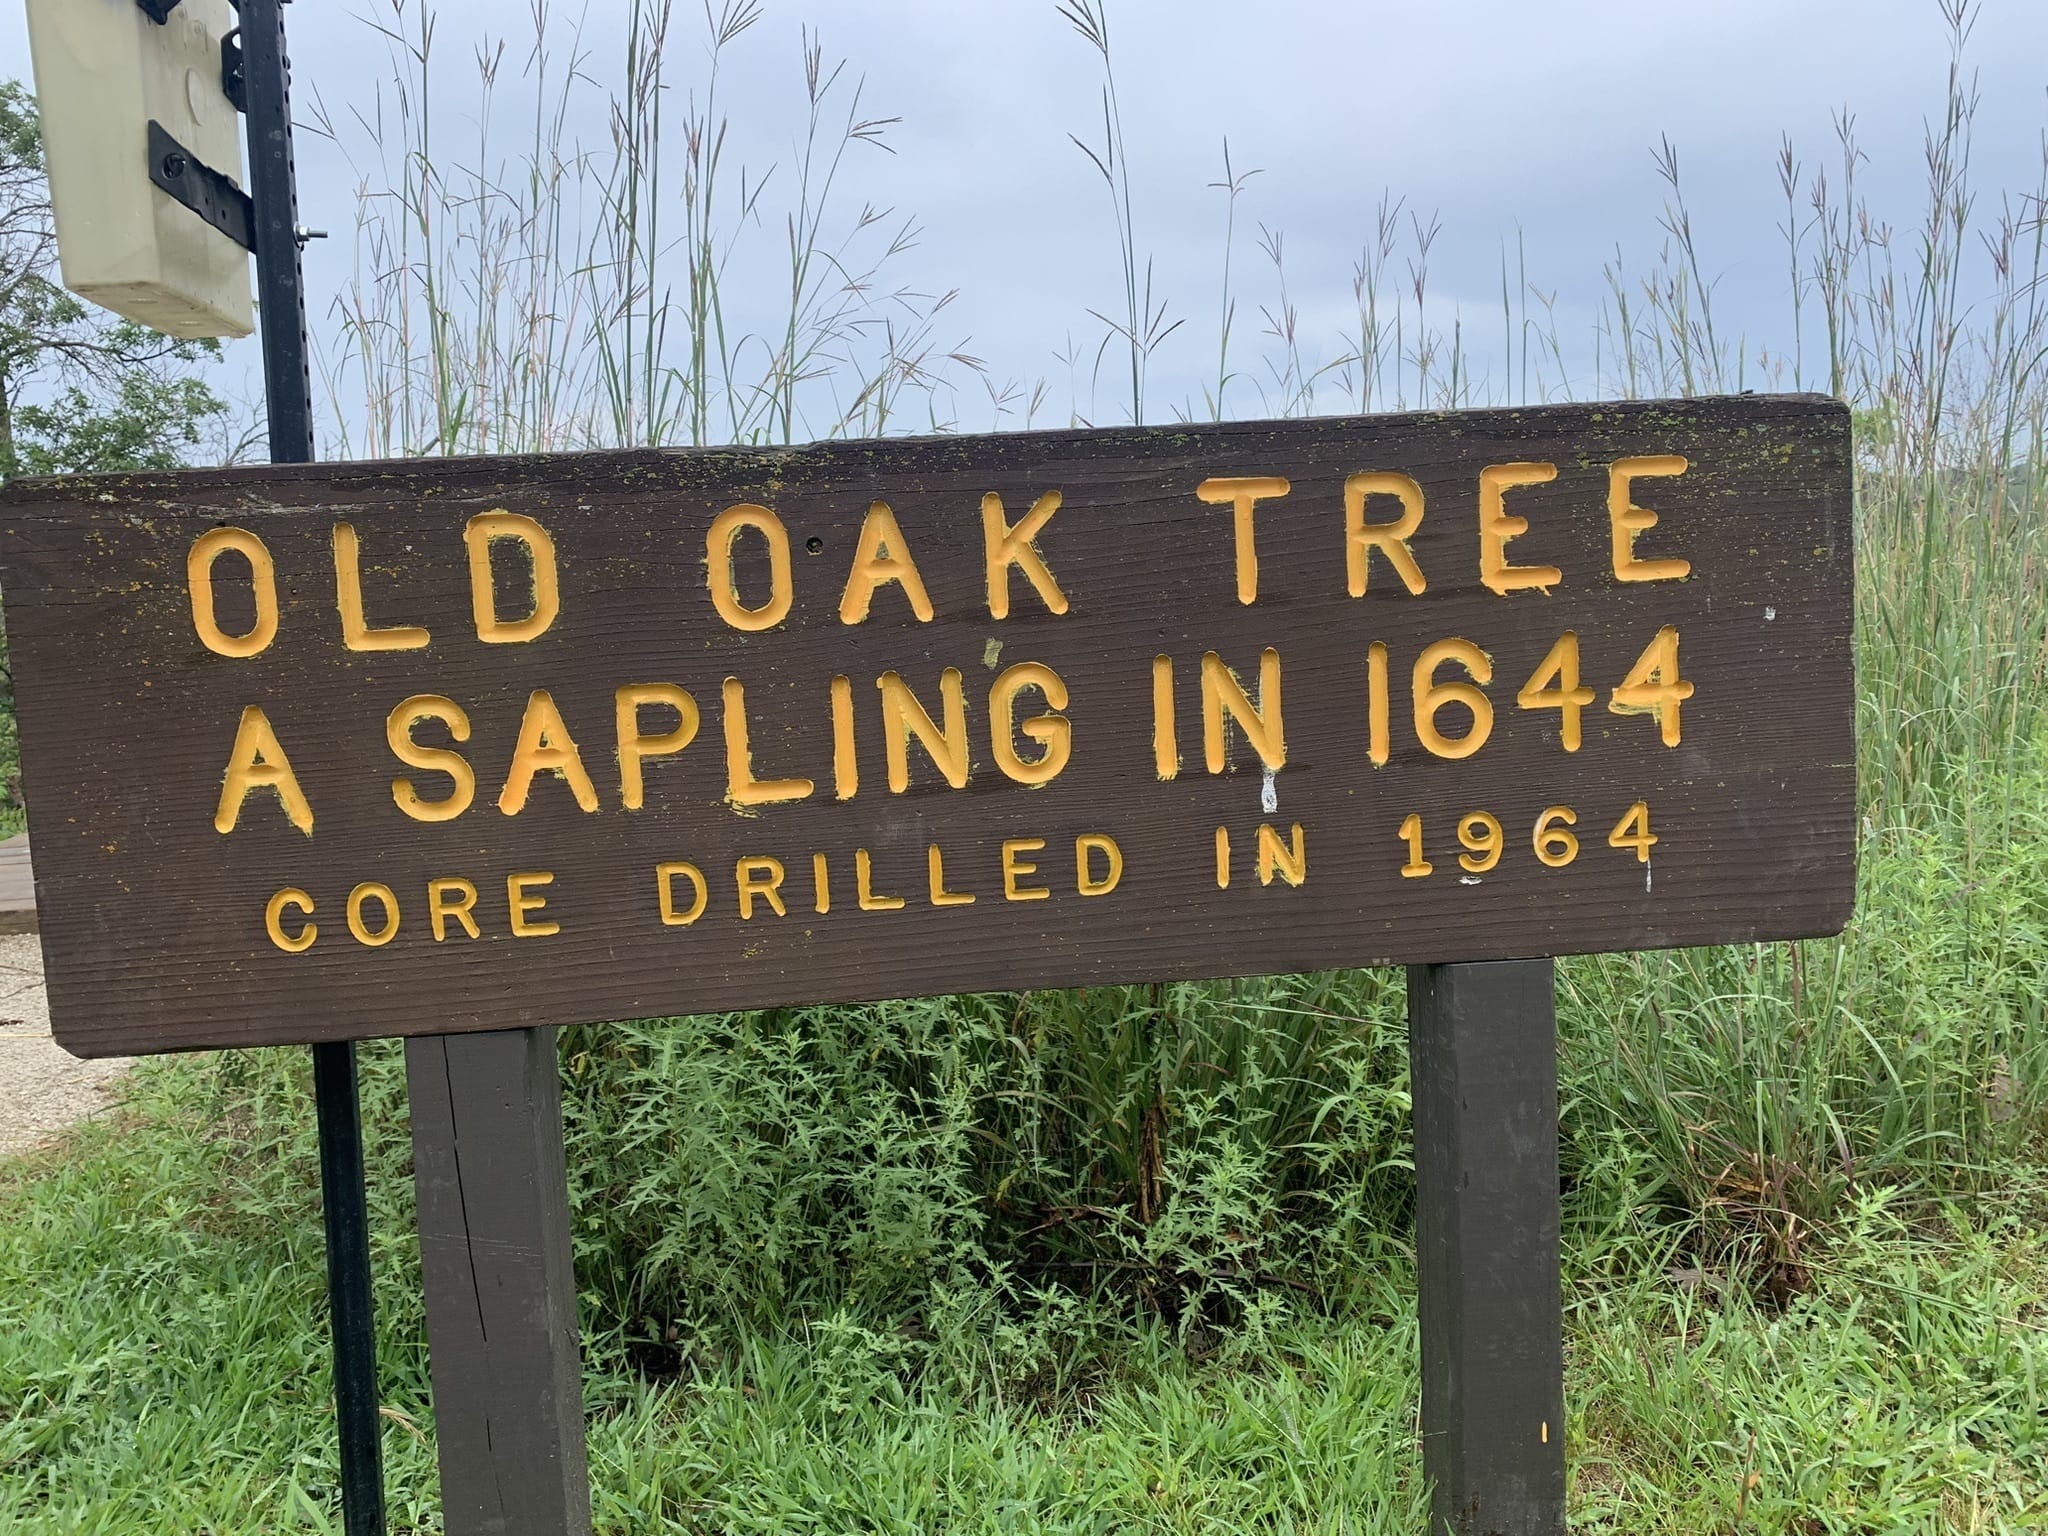 OLD OAK TREE
A SAPLING IN 1644
CORE DRILLED IN 1964